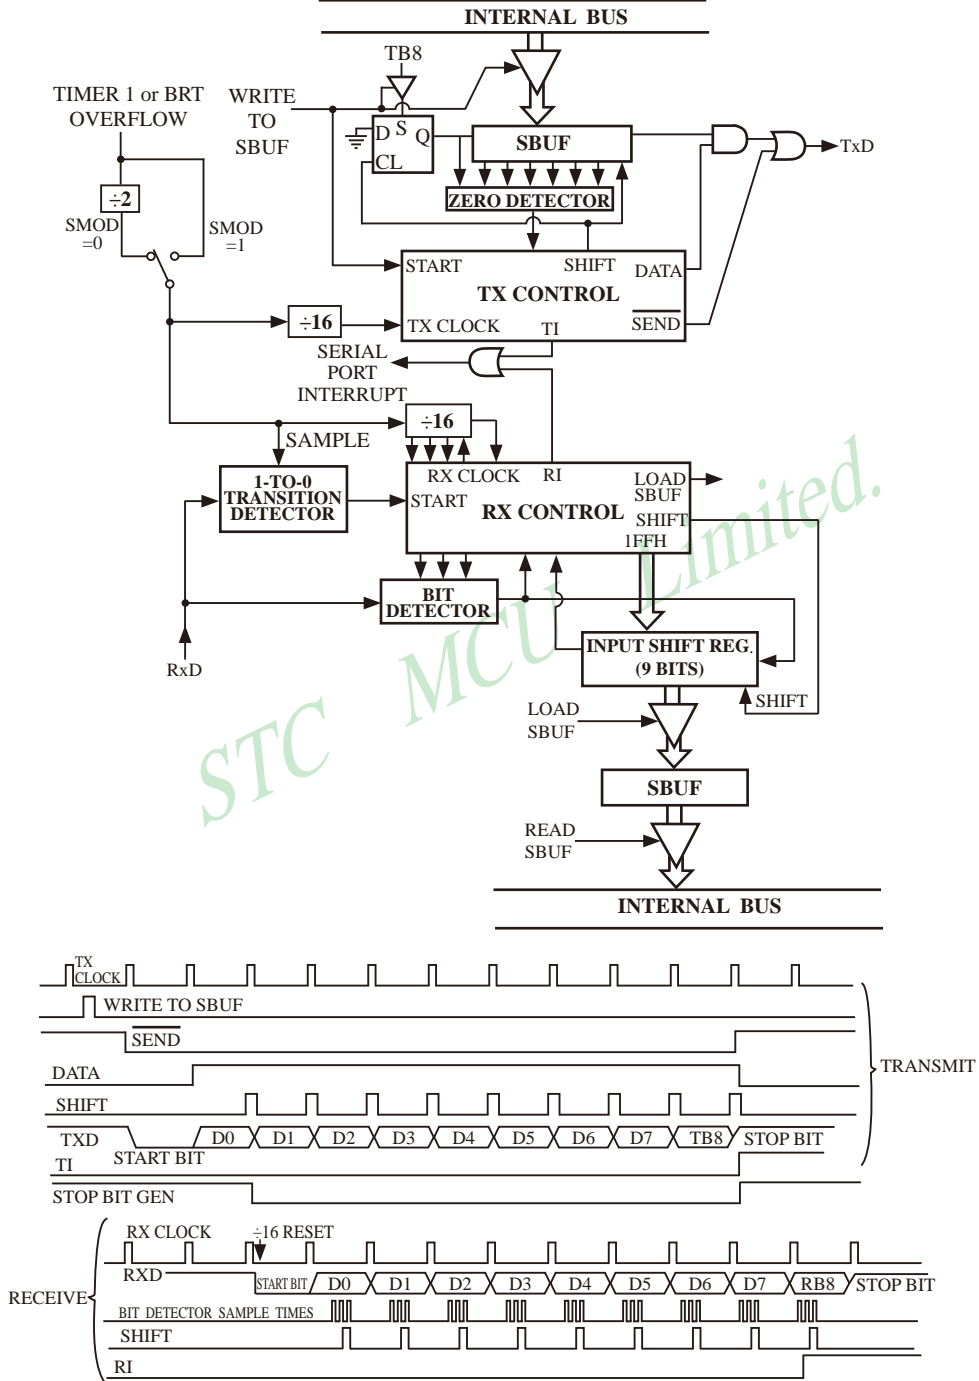 INTERNAL BUS
TB8
TIMER 1 or BRT
OVERFLOW
WRITE
TO
SBUF
D S Q
CL
SBUF
TxD
÷2
ZERO DETECTOR
SMOD
=0
SMOD
=1
START
SHIFT
DATA
TX CONTROL
SEND
÷16
TX CLOCK
TI
SERIAL
PORT
INTERRUPT
÷16
SAMPLE
1-TO-0
TRANSITION
DETECTOR
RX CLOCK
RI
LOAD
SBUF
START
RX CONTROL
SHIFT
1FFH
BIT
DETECTOR
RxD
INPUT SHIFT REG.
(9 BITS)
SHIFT
LOAD
SBUF
SBUF
READ
SBUF
INTERNAL BUS
STC MCU Limited.
TX
CLOCK
WRITE TO SBUF
SEND
DATA
TRANSMIT
SHIFT
TXD
START BIT
D0 D1 D2 D3 D4 D5 D6 D7 TB8 STOP BIT
TI
STOP BIT GEN
RX CLOCK
÷16 RESET
RXD
START BIT D0 D1 D2 D3 D4 D5 D6 D7 RB8 STOP BIT
RECEIVE
BIT DETECTOR SAMPLE TIMES
SHIFT
RI